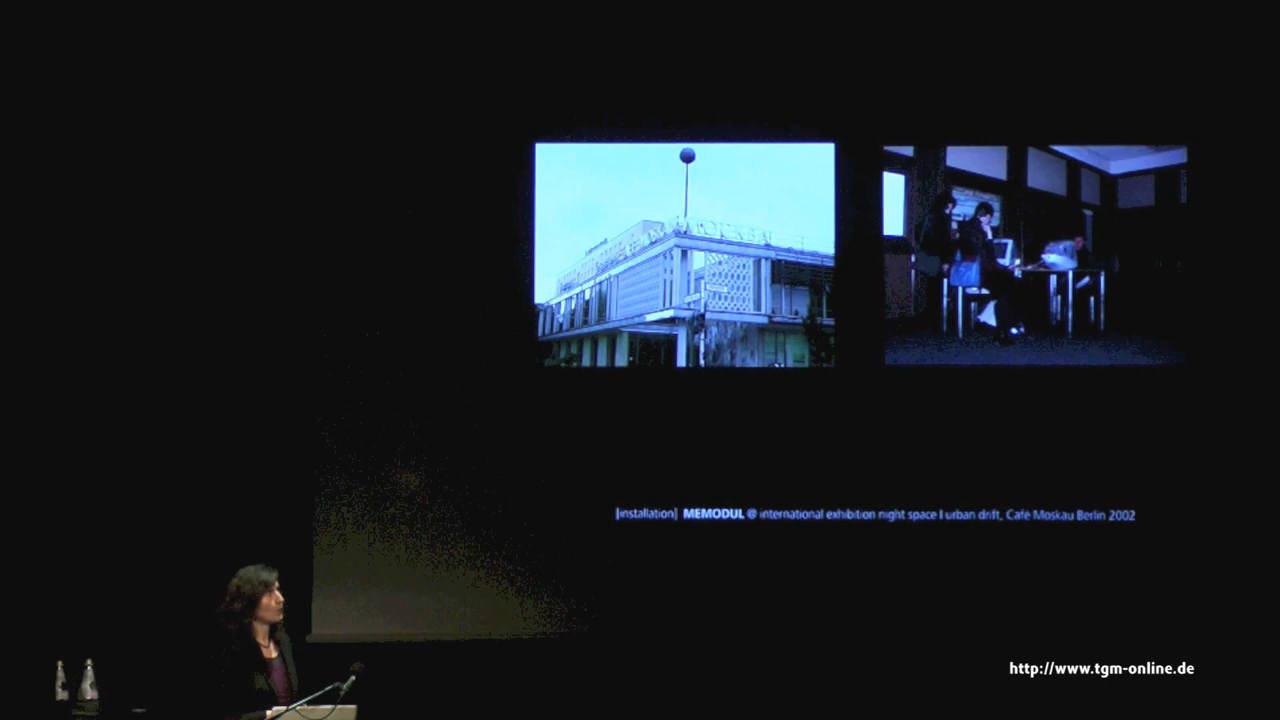 [installation] MEMODUL @ international exhibition night space I urban drift, Café Moskau Berlin 2002
http://www.tgm-online.de